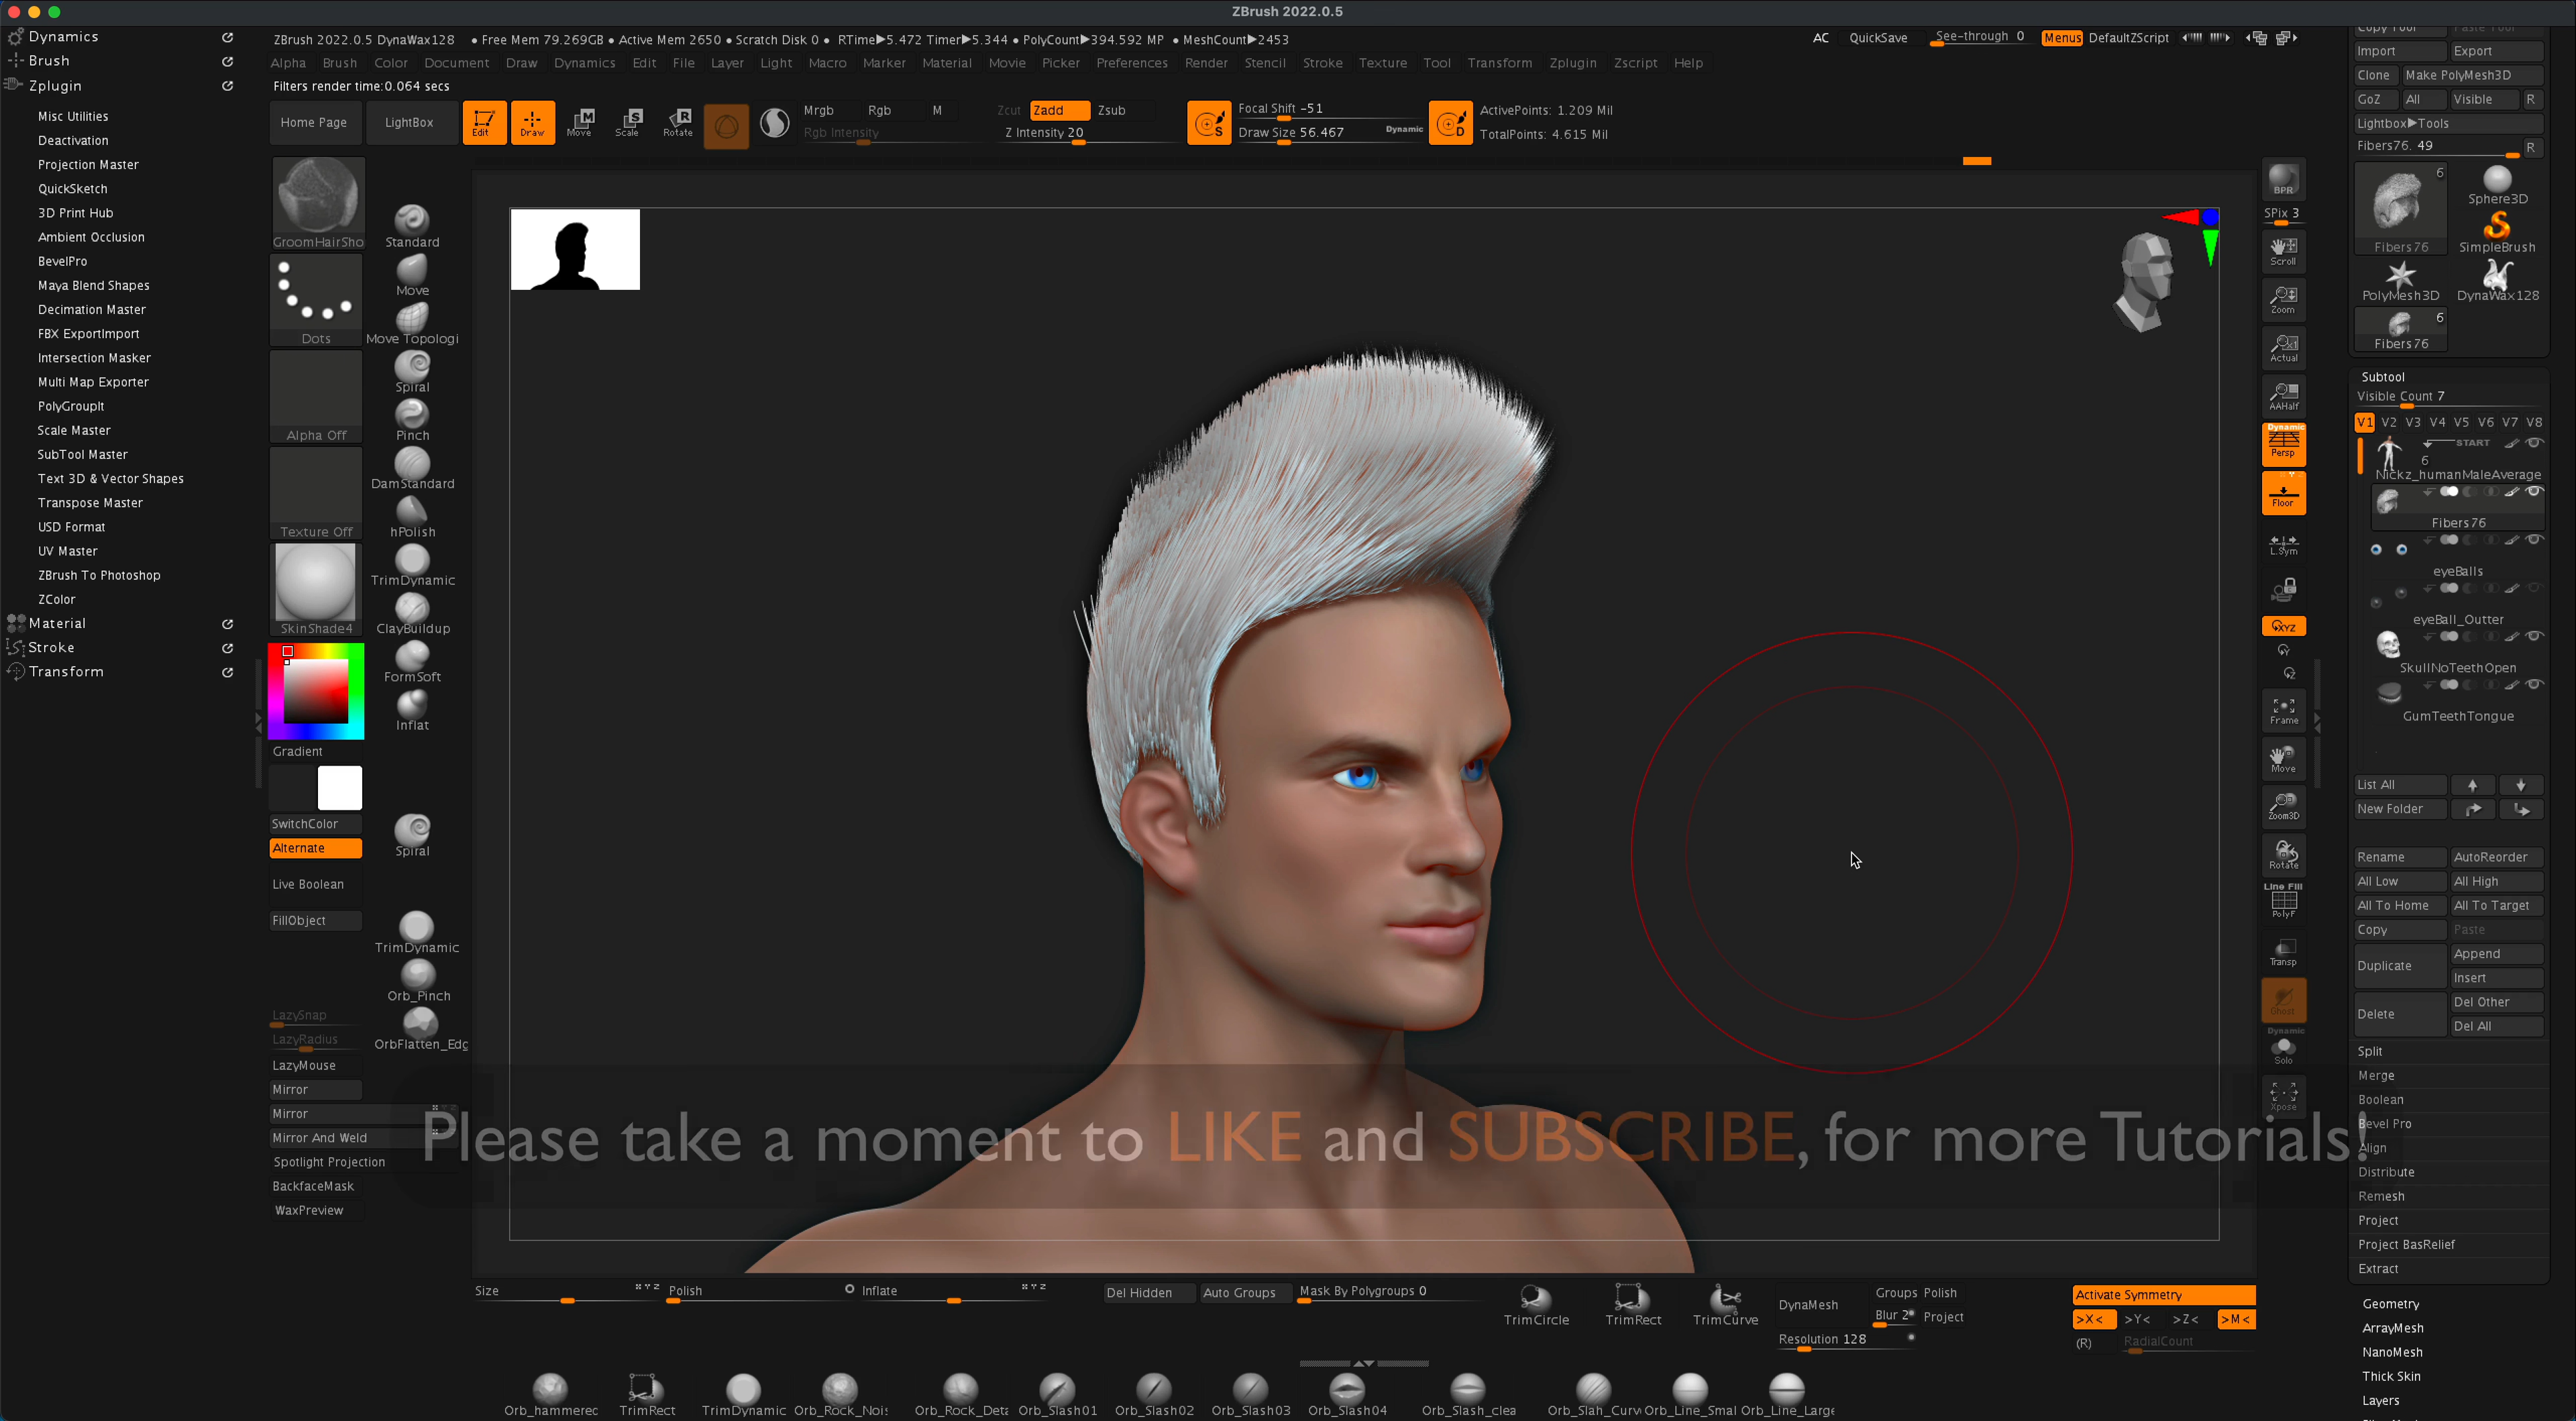 ZBrush 2022.0.5
Dynamics
Brush
Zplugin
Misc Utilities
Deactivation
Projection Master
QuickSketch
3D Print Hub
Ambient Occlusion
BevelPro
Maya Blend Shapes
Decimation Master
FBX ExportImport
Intersection Masker
Multi Map Exporter
PolyGroupIt
Scale Master
SubTool Master
Text 3D & Vector Shapes
Transpose Master
USD Format
UV Master
ZBrush To Photoshop
ZColor
Material
Stroke
Transform
ZBrush 2022.0.5 DynaWax128 • Free Mem 79.269GB • Active Mem 2650 • Scratch Disk 0 • RTime▶5.472 Timer▶5.344 • PolyCount▶394.592 MP • MeshCount▶2453
AC QuickSave See-through 0 Menus DefaultZScript
Alpha Brush Color Document Draw Dynamics Edit File Layer Light Macro Marker Material Movie Picker Preferences Render Stencil Stroke Texture Tool Transform Zplugin Zscript Help
Filters render time:0.064 secs
Home Page LightBox Edit Draw Move Scale Rotate
Mrgb Rgb M
Rgb Intensity
Zcut Zadd Zsub
Z Intensity 20
Focal Shift -51
Draw Size 56.467 Dynamic
ActivePoints: 1.209 Mil
TotalPoints: 4.615 Mil
GroomHairSho
Dots
Alpha Off
Texture Off
SkinShade4
Gradient
SwitchColor
Alternate
Live Boolean
FillObject
LazySnap
LazyRadius
LazyMouse
Mirror
Mirror
Mirror And Weld
Spotlight Projection
BackfaceMask
WaxPreview
Standard
Move
Move Topologi
Spiral
Pinch
DamStandard
hPolish
TrimDynamic
ClayBuildup
FormSoft
Inflat
Spiral
TrimDynamic
Orb_Pinch
OrbFlatten_Edg
Please take a moment to LIKE and SUBSCRIBE, for more Tutorials!
BPR
SPix 3
Scroll
Zoom
Actual
AAHalf
Dynamic
Persp
Floor
L.Sym
XYZ
Frame
Move
Zoom3D
Rotate
Line Fill
PolyF
Transp
Ghost
Dynamic
Solo
Xpose
Copy Tool Paste Tool
Import Export
Clone Make PolyMesh3D
GoZ All Visible R
Lightbox▶Tools
Fibers76. 49 R
6
Fibers76
Sphere3D
SimpleBrush
PolyMesh3D DynaWax128
6
Fibers76
Subtool
Visible Count 7
V1 V2 V3 V4 V5 V6 V7 V8
START
6
Nickz_humanMaleAverage
Fibers76
eyeBalls
eyeBall_Outter
SkullNoTeethOpen
GumTeethTongue
List All
New Folder
Rename AutoReorder
All Low All High
All To Home All To Target
Copy Paste
Duplicate Append
Insert
Delete Del Other
Del All
Split
Merge
Boolean
Bevel Pro
Align
Distribute
Remesh
Project
Project BasRelief
Extract
Geometry
ArrayMesh
NanoMesh
Thick Skin
Layers
Size Polish Inflate
Del Hidden Auto Groups Mask By Polygroups 0
TrimCircle TrimRect TrimCurve
DynaMesh
Groups Polish
Blur 2 Project
Resolution 128
Activate Symmetry
>X< >Y< >Z< >M<
(R) RadialCount
Orb_hammered TrimRect TrimDynamic Orb_Rock_Nois Orb_Rock_Deta Orb_Slash01 Orb_Slash02 Orb_Slash03 Orb_Slash04 Orb_Slash_clea Orb_Slah_Curv Orb_Line_Smal Orb_Line_Large